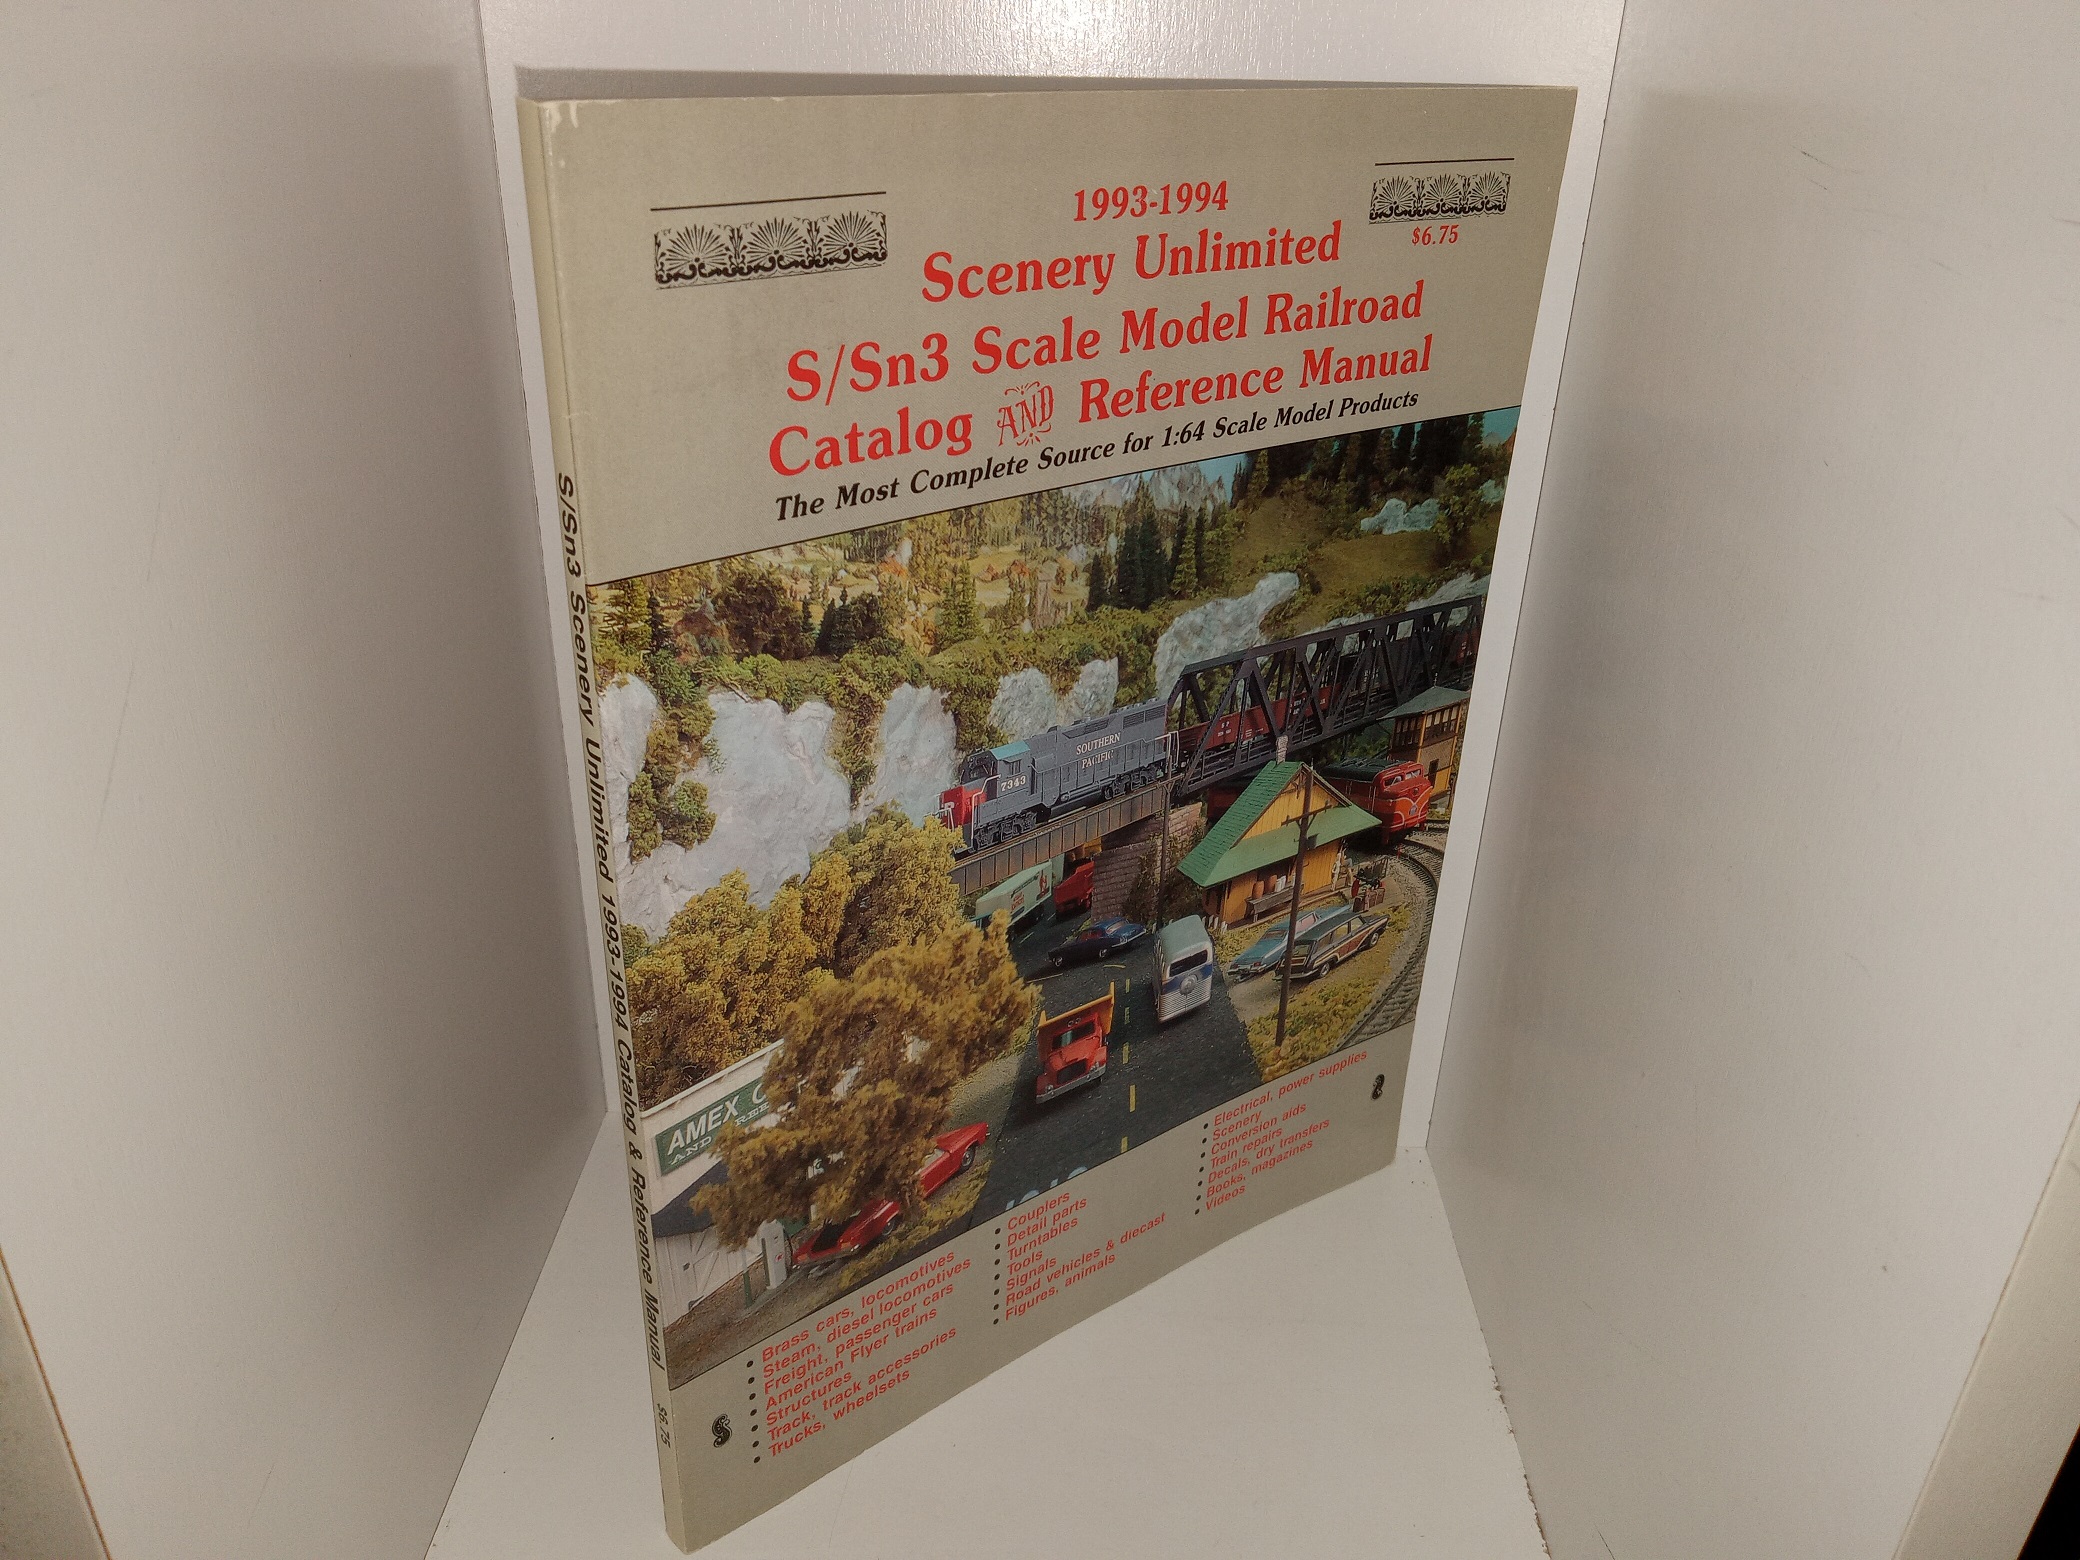 1993-1994
$6.75
Scenery Unlimited
S/Sn3 Scale Model Railroad
Catalog AND Reference Manual
The Most Complete Source for 1:64 Scale Model Products
SOUTHERN
PACIFIC
7343
AMEX
AND
• Brass cars, locomotives
• Steam, diesel locomotives
• Freight, passenger cars
• American Flyer trains
• Structures
• Track, track accessories
• Trucks, wheelsets
• Couplers
• Detail parts
• Turntables
• Tools
• Signals
• Road vehicles & diecast
• Figures, animals
• Electrical, power supplies
• Scenery
• Conversion aids
• Train repairs
• Decals, dry transfers
• Books, magazines
• Videos
S/Sn3 Scenery Unlimited 1993-1994 Catalog & Reference Manual $6.75